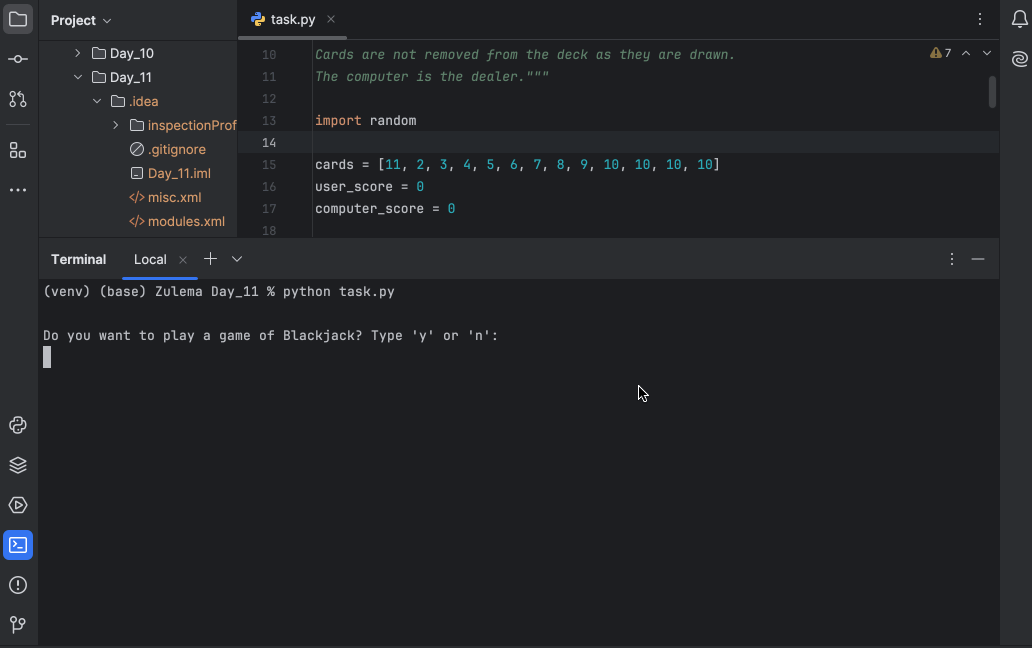 Project
task.py
Day_10
Day_11
.idea
inspectionProf
.gitignore
Day_11.iml
</> misc.xml
</> modules.xml
7
10 Cards are not removed from the deck as they are drawn.
11 The computer is the dealer."""
12
13 import random
14
15 cards = [11, 2, 3, 4, 5, 6, 7, 8, 9, 10, 10, 10, 10]
16 user_score = 0
17 computer_score = 0
18
Terminal Local
(venv) (base) Zulema Day_11 % python task.py
Do you want to play a game of Blackjack? Type 'y' or 'n':